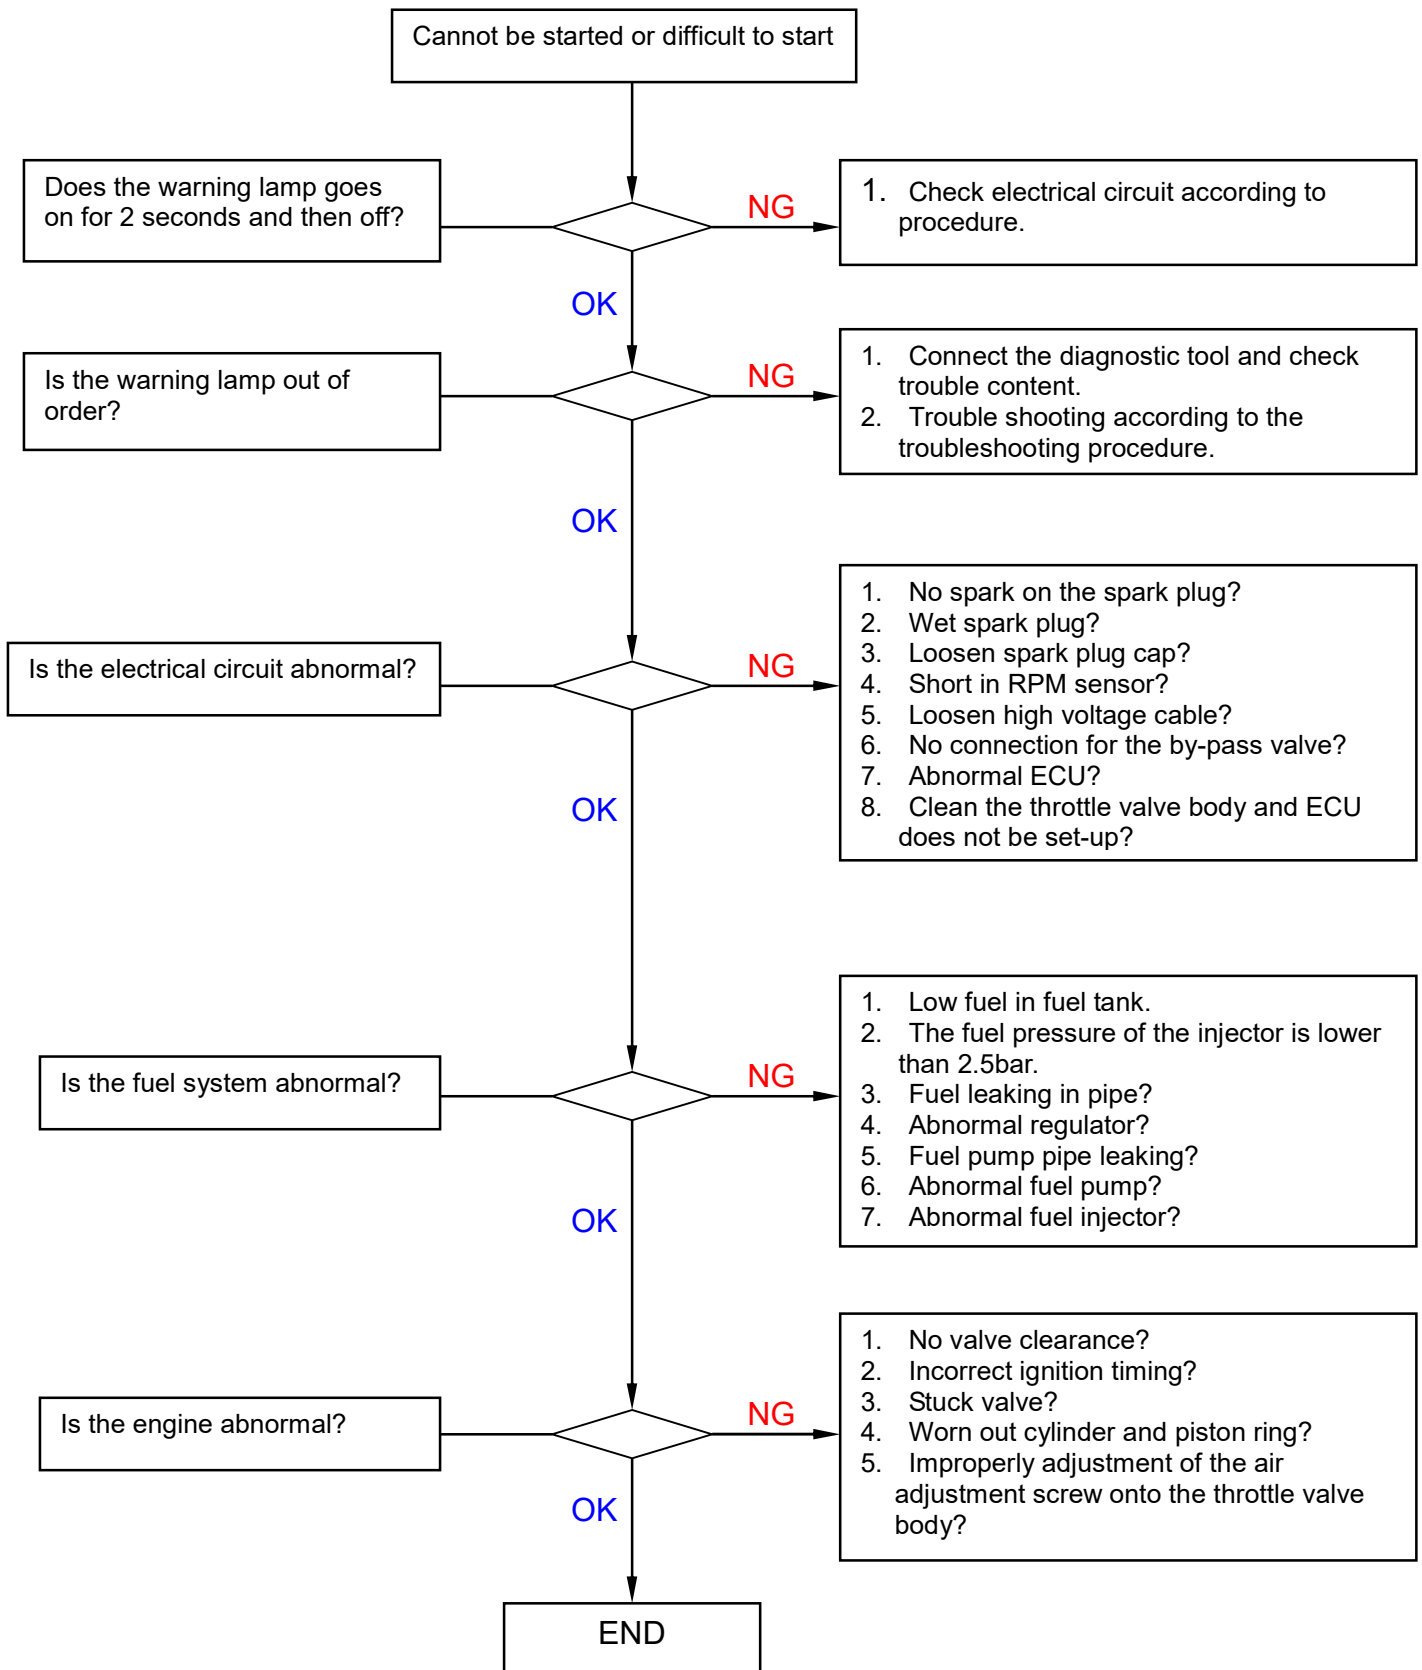 Cannot be started or difficult to start
Does the warning lamp goes
on for 2 seconds and then off?
NG
1. Check electrical circuit according to
procedure.
OK
Is the warning lamp out of
order?
NG
1. Connect the diagnostic tool and check
trouble content.
2. Trouble shooting according to the
troubleshooting procedure.
OK
Is the electrical circuit abnormal?
NG
1. No spark on the spark plug?
2. Wet spark plug?
3. Loosen spark plug cap?
4. Short in RPM sensor?
5. Loosen high voltage cable?
6. No connection for the by-pass valve?
7. Abnormal ECU?
8. Clean the throttle valve body and ECU
does not be set-up?
OK
Is the fuel system abnormal?
NG
1. Low fuel in fuel tank.
2. The fuel pressure of the injector is lower
than 2.5bar.
3. Fuel leaking in pipe?
4. Abnormal regulator?
5. Fuel pump pipe leaking?
6. Abnormal fuel pump?
7. Abnormal fuel injector?
OK
Is the engine abnormal?
NG
1. No valve clearance?
2. Incorrect ignition timing?
3. Stuck valve?
4. Worn out cylinder and piston ring?
5. Improperly adjustment of the air
adjustment screw onto the throttle valve
body?
OK
END